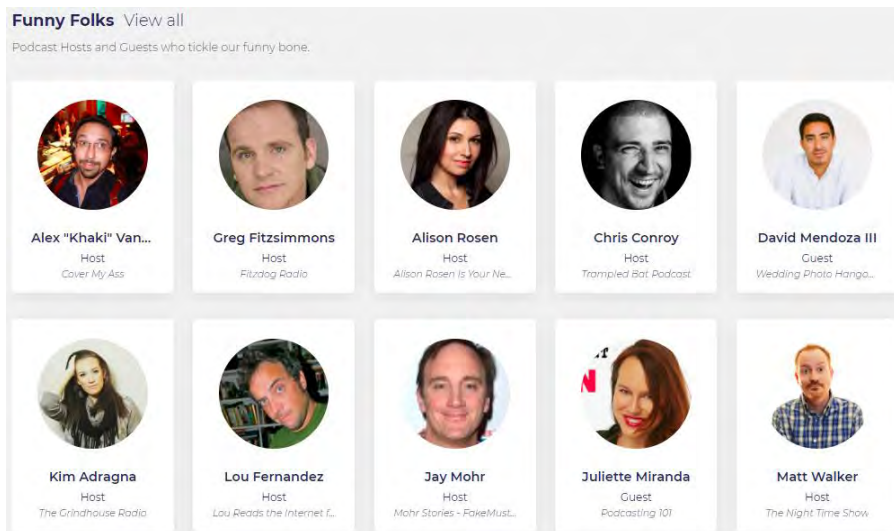 Funny Folks View all
Podcast Hosts and Guests who tickle our funny bone.
Alex "Khaki" Van...
Host
Cover My Ass
Greg Fitzsimmons
Host
Fitzdog Radio
Alison Rosen
Host
Alison Rosen Is Your Ne...
Chris Conroy
Host
Trampled Bat Podcast
David Mendoza III
Guest
Wedding Photo Hango...
Kim Adragna
Host
The Grindhouse Radio
Lou Fernandez
Host
Lou Reads the Internet f...
Jay Mohr
Host
Mohr Stories - FakeMust...
Juliette Miranda
Guest
Podcasting 101
Matt Walker
Host
The Night Time Show